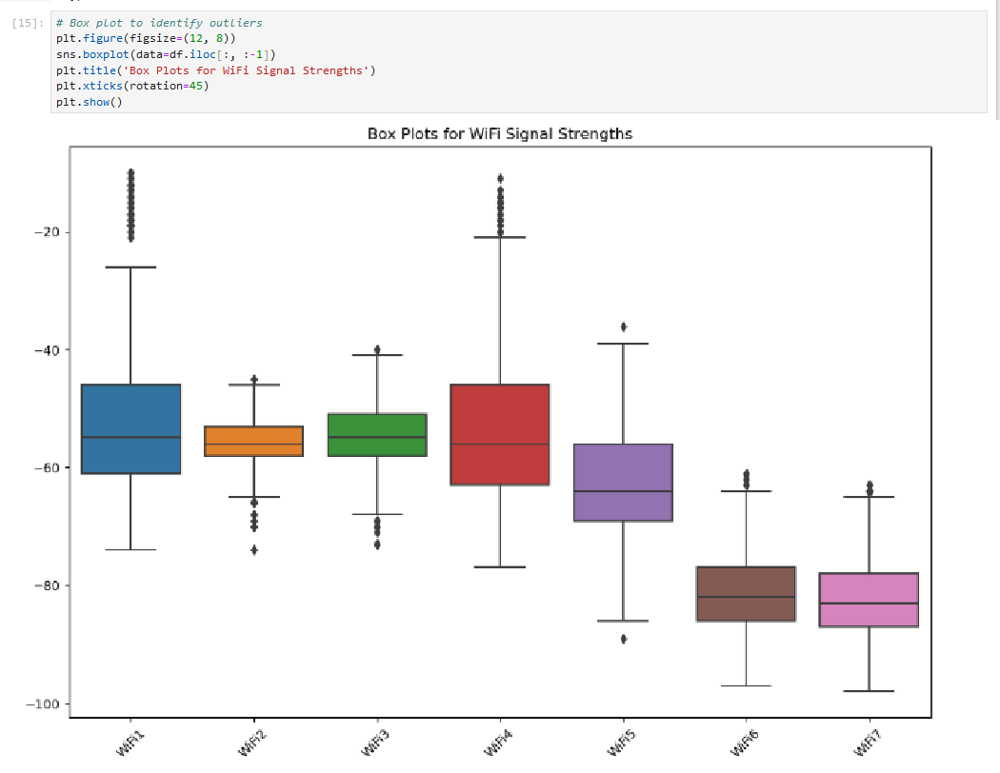 [15]: # Box plot to identify outliers
plt.figure(figsize=(12, 8))
sns.boxplot(data=df.iloc[:, :-1])
plt.title('Box Plots for WiFi Signal Strengths')
plt.xticks(rotation=45)
plt.show()
Box Plots for WiFi Signal Strengths
−20
−40
−60
−80
−100
WiFi1 WiFi2 WiFi3 WiFi4 WiFi5 WiFi6 WiFi7